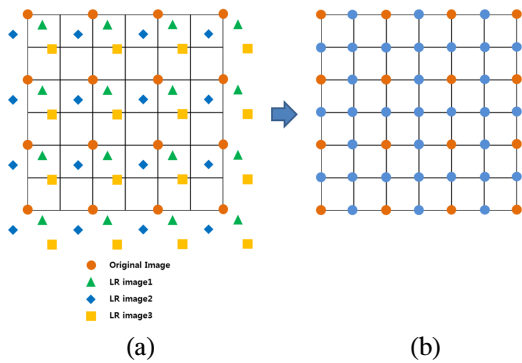 Original Image
LR image1
LR image2
LR image3
(a)
(b)